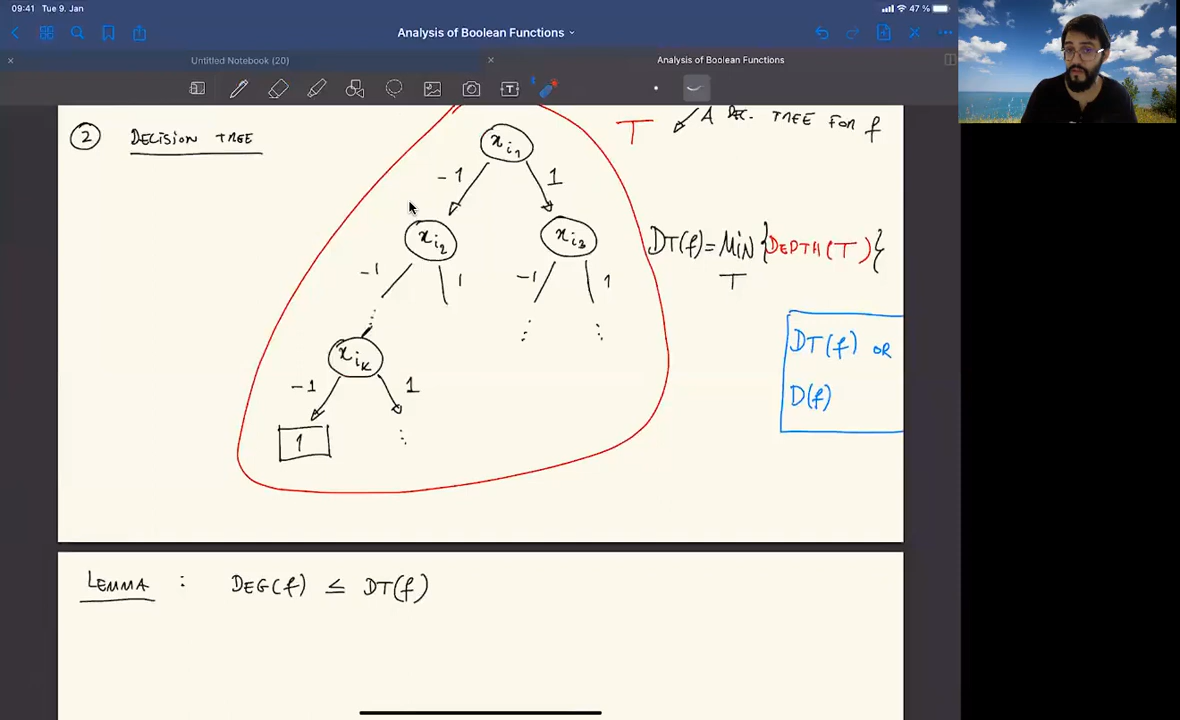 09:41 Tue 9. Jan
47 %
Analysis of Boolean Functions
Untitled Notebook (20)
Analysis of Boolean Functions
② DECISION TREE
T
A DEC. TREE FOR f
x_{i_1}
-1 1
x_{i_2} x_{i_3}
-1 1 -1 1
DT(f) = MIN {DEPTH(T)}
T
x_{i_k}
-1 1
1
DT(f) OR
D(f)
LEMMA : DEG(f) ≤ DT(f)